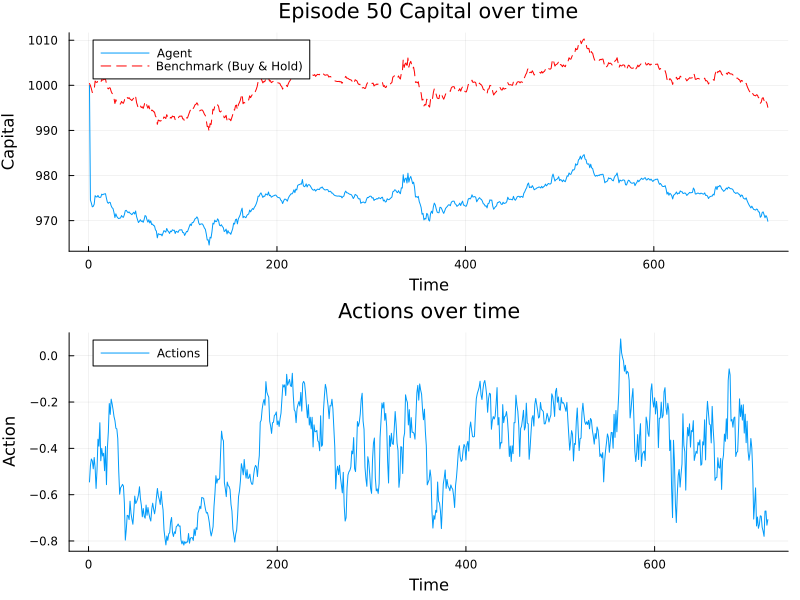 Episode 50 Capital over time
1010
1000
990
980
970
Capital
Agent
Benchmark (Buy & Hold)
0
200
400
600
Time
Actions over time
0.0
−0.2
−0.4
−0.6
−0.8
Action
Actions
0
200
400
600
Time